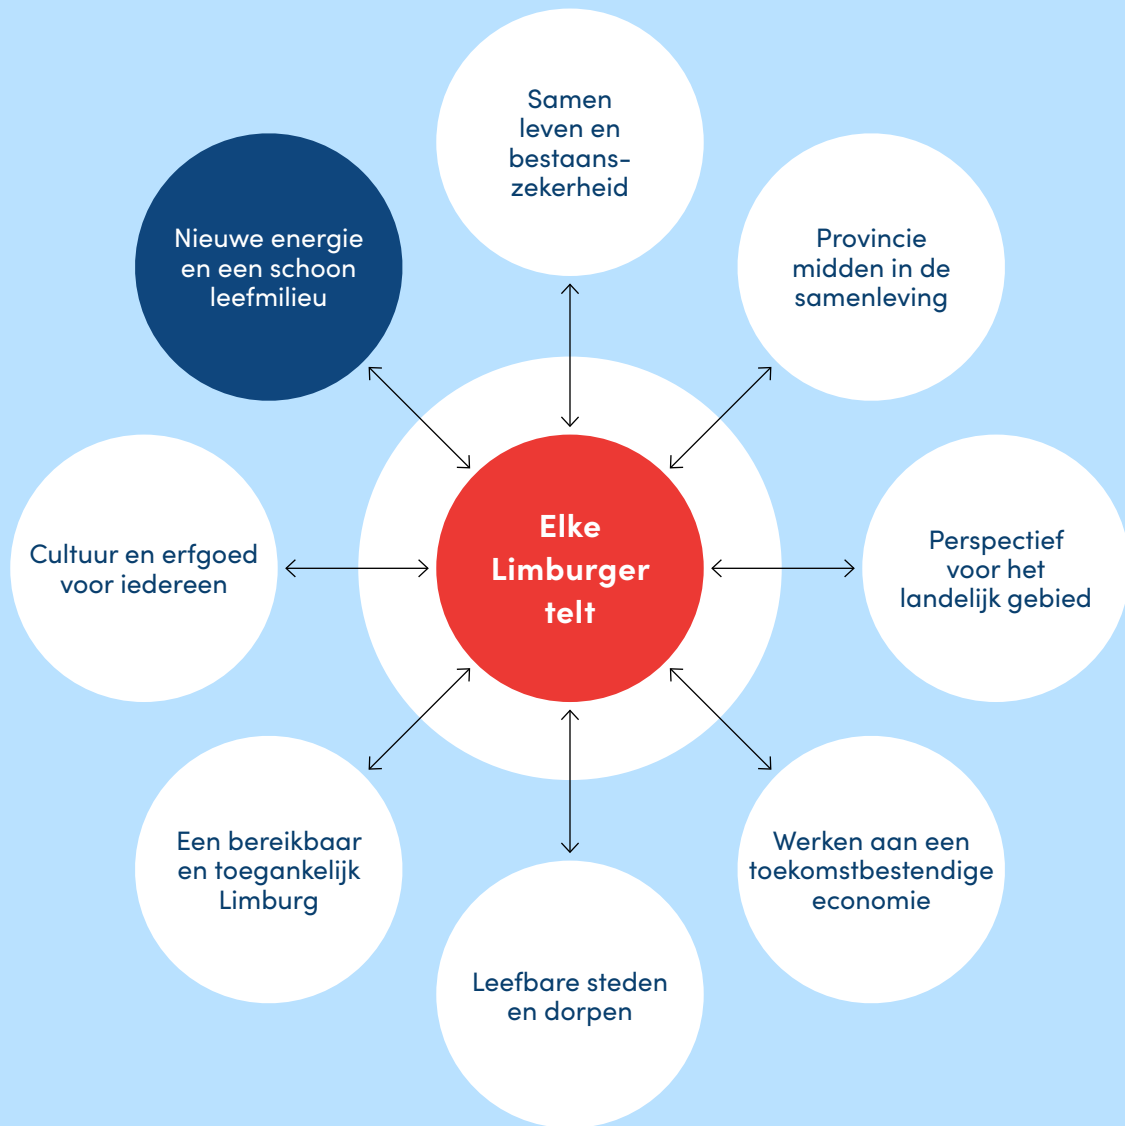 Samen
leven en
bestaans-
zekerheid
Nieuwe energie
en een schoon
leefmilieu
Provincie
midden in de
samenleving
Elke
Limburger
telt
Cultuur en erfgoed
voor iedereen
Perspectief
voor het
landelijk gebied
Een bereikbaar
en toegankelijk
Limburg
Werken aan een
toekomstbestendige
economie
Leefbare steden
en dorpen